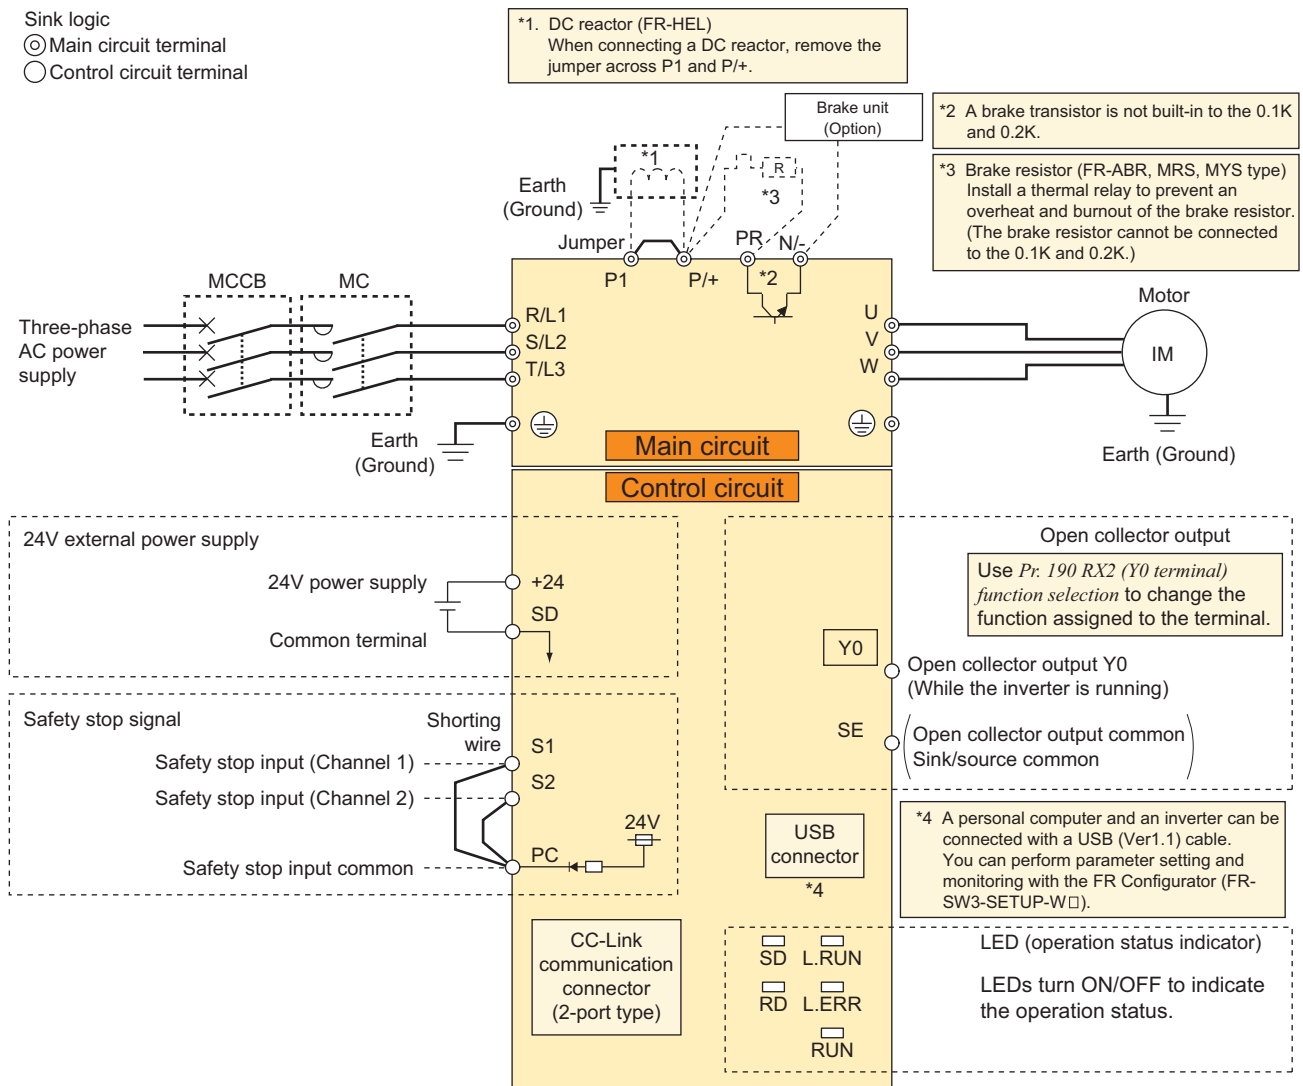 Sink logic
Main circuit terminal
Control circuit terminal
*1. DC reactor (FR-HEL)
When connecting a DC reactor, remove the
jumper across P1 and P/+.
Brake unit
(Option)
*2 A brake transistor is not built-in to the 0.1K
and 0.2K.
*3 Brake resistor (FR-ABR, MRS, MYS type)
Install a thermal relay to prevent an
overheat and burnout of the brake resistor.
(The brake resistor cannot be connected
to the 0.1K and 0.2K.)
*1
R
*3
Earth
(Ground)
Jumper
PR
N/-
P1
P/+
*2
MCCB
MC
Three-phase
AC power
supply
R/L1
S/L2
T/L3
U
V
W
Motor
IM
Earth
(Ground)
Earth (Ground)
Main circuit
Control circuit
24V external power supply
24V power supply
+24
SD
Common terminal
Open collector output
Use Pr. 190 RX2 (Y0 terminal)
function selection to change the
function assigned to the terminal.
Y0
Open collector output Y0
(While the inverter is running)
SE
Open collector output common
Sink/source common
Safety stop signal
Shorting
wire
S1
Safety stop input (Channel 1)
S2
Safety stop input (Channel 2)
24V
PC
Safety stop input common
USB
connector
*4
*4 A personal computer and an inverter can be
connected with a USB (Ver1.1) cable.
You can perform parameter setting and
monitoring with the FR Configurator (FR-
SW3-SETUP-W□).
CC-Link
communication
connector
(2-port type)
SD L.RUN
RD L.ERR
RUN
LED (operation status indicator)
LEDs turn ON/OFF to indicate
the operation status.